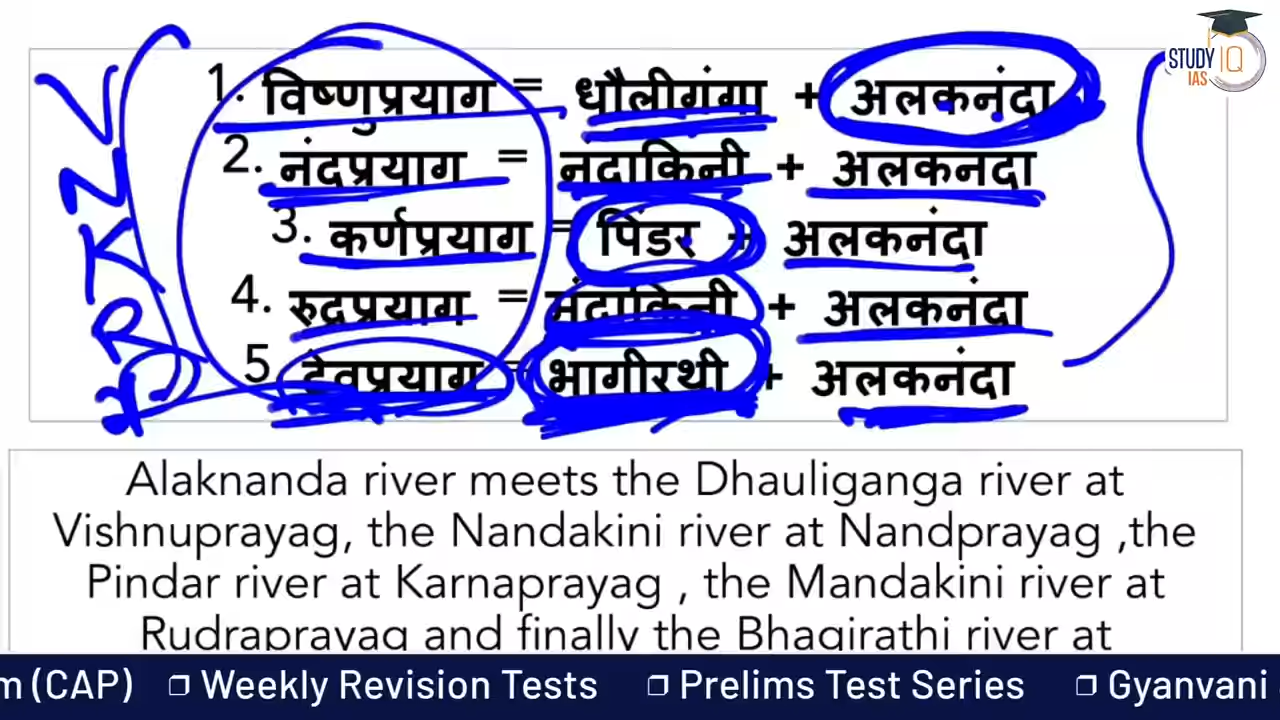 STUDY IQ
IAS
V
N
K
R
D
1. विष्णुप्रयाग = धौलीगंगा + अलकनंदा
2. नंदप्रयाग = नदाकिनी + अलकनदा
3. कर्णप्रयाग = पिंडर + अलकनंदा
4. रुद्रप्रयाग = मंदाकिनी + अलकनंदा
5 देवप्रयाग = भागीरथी + अलकनंदा
Alaknanda river meets the Dhauliganga river at
Vishnuprayag, the Nandakini river at Nandprayag ,the
Pindar river at Karnaprayag , the Mandakini river at
Rudraprayag and finally the Bhagirathi river at
m (CAP) ❐ Weekly Revision Tests ❐ Prelims Test Series ❐ Gyanvani